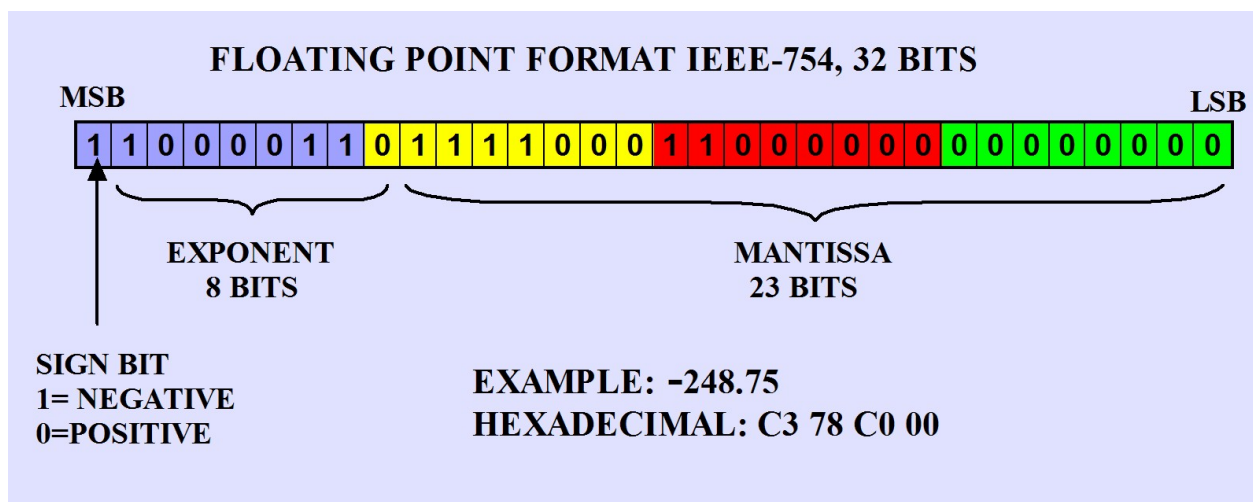 FLOATING POINT FORMAT IEEE-754, 32 BITS
MSB LSB
1 1 0 0 0 0 1 1 0 1 1 1 1 0 0 0 1 1 0 0 0 0 0 0 0 0 0 0 0 0 0 0
EXPONENT MANTISSA
8 BITS 23 BITS
SIGN BIT
1= NEGATIVE
0=POSITIVE
EXAMPLE: -248.75
HEXADECIMAL: C3 78 C0 00